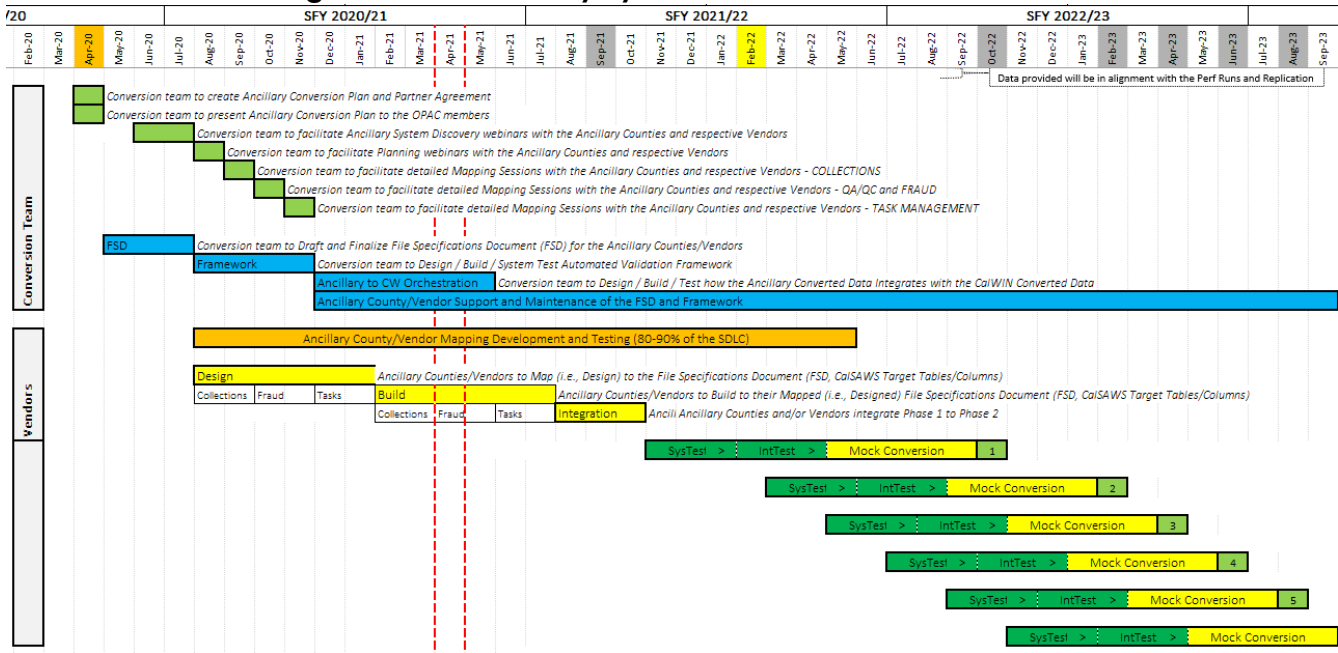 /20 SFY 2020/21 SFY 2021/22 SFY 2022/23
Feb-20 Mar-20 Apr-20 May-20 Jun-20 Jul-20 Aug-20 Sep-20 Oct-20 Nov-20 Dec-20 Jan-21 Feb-21 Mar-21 Apr-21 May-21 Jun-21 Jul-21 Aug-21 Sep-21 Oct-21 Nov-21 Dec-21 Jan-22 Feb-22 Mar-22 Apr-22 May-22 Jun-22 Jul-22 Aug-22 Sep-22 Oct-22 Nov-22 Dec-22 Jan-23 Feb-23 Mar-23 Apr-23 May-23 Jun-23 Jul-23 Aug-23 Sep-23
Data provided will be in alignment with the Perf Runs and Replication
Conversion Team
Conversion team to create Ancillary Conversion Plan and Partner Agreement
Conversion team to present Ancillary Conversion Plan to the OPAC members
Conversion team to facilitate Ancillary System Discovery webinars with the Ancillary Counties and respective Vendors
Conversion team to facilitate Planning webinars with the Ancillary Counties and respective Vendors
Conversion team to facilitate detailed Mapping Sessions with the Ancillary Counties and respective Vendors - COLLECTIONS
Conversion team to facilitate detailed Mapping Sessions with the Ancillary Counties and respective Vendors - QA/QC and FRAUD
Conversion team to facilitate detailed Mapping Sessions with the Ancillary Counties and respective Vendors - TASK MANAGEMENT
FSD Conversion team to Draft and Finalize File Specifications Document (FSD) for the Ancillary Counties/Vendors
Framework Conversion team to Design / Build / System Test Automated Validation Framework
Ancillary to CW Orchestration Conversion team to Design / Build / Test how the Ancillary Converted Data Integrates with the CalWIN Converted Data
Ancillary County/Vendor Support and Maintenance of the FSD and Framework
Vendors
Ancillary County/Vendor Mapping Development and Testing (80-90% of the SDLC)
Design Ancillary Counties/Vendors to Map (i.e., Design) to the File Specifications Document (FSD, CalSAWS Target Tables/Columns)
Collections Fraud Tasks Build Ancillary Counties/Vendors to Build to their Mapped (i.e., Designed) File Specifications Document (FSD, CalSAWS Target Tables/Columns)
Collections Fraud Tasks Integration Ancili Ancillary Counties and/or Vendors integrate Phase 1 to Phase 2
SysTest > IntTest > Mock Conversion 1
SysTest > IntTest > Mock Conversion 2
SysTest > IntTest > Mock Conversion 3
SysTest > IntTest > Mock Conversion 4
SysTest > IntTest > Mock Conversion 5
SysTest > IntTest > Mock Conversion